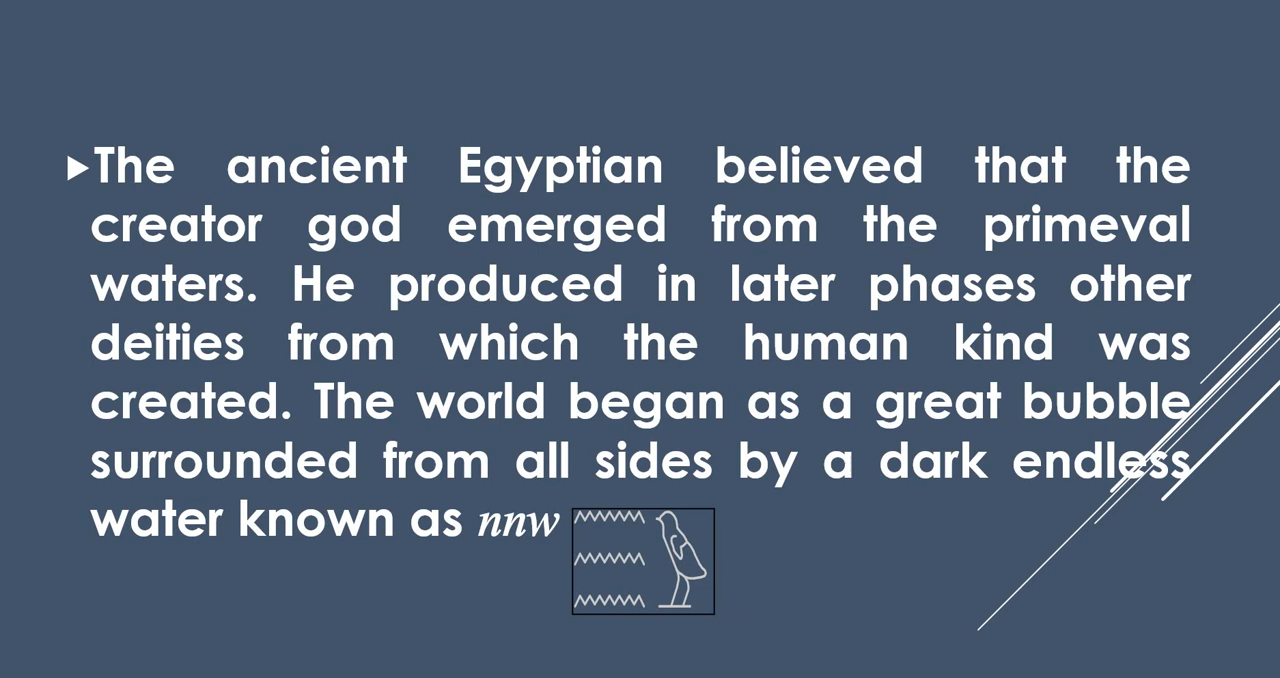 The ancient Egyptian believed that the
creator god emerged from the primeval
waters. He produced in later phases other
deities from which the human kind was
created. The world began as a great bubble
surrounded from all sides by a dark endless
water known as nnw 𓈗𓅱